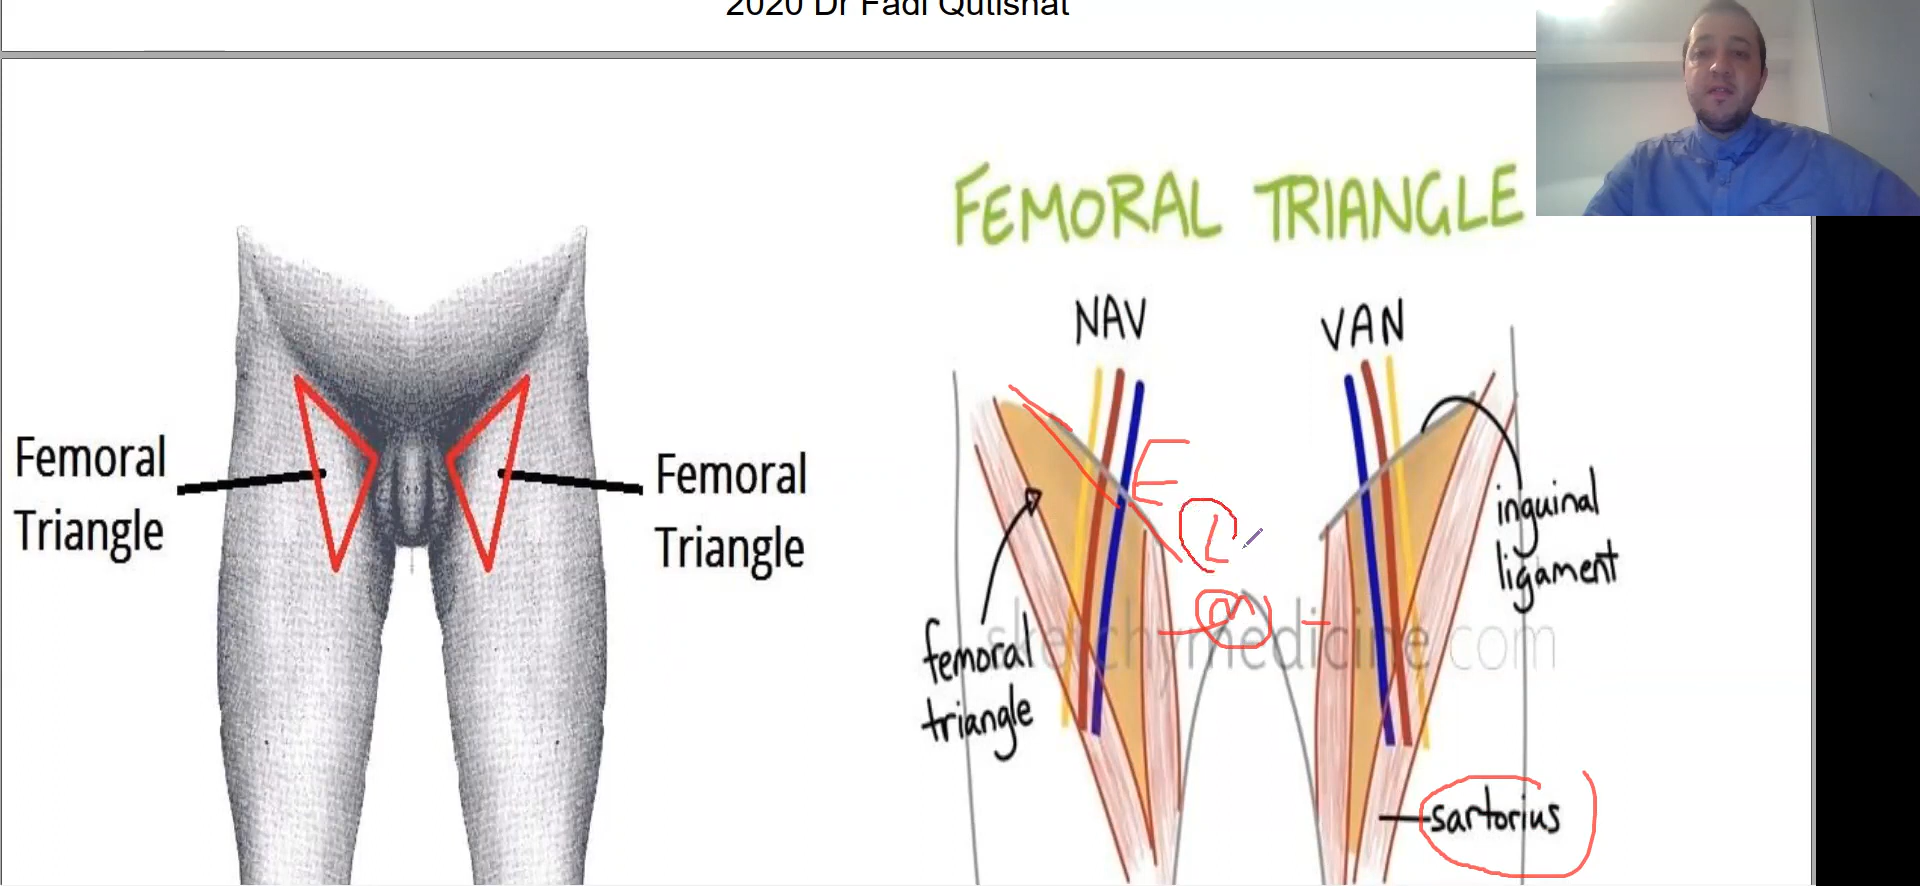 2020 Dr Fadi Qutishat
FEMORAL TRIANGLE
NAV
VAN
Femoral
Triangle
Femoral
Triangle
E
L
m
inguinal
ligament
femoral
triangle
sketchymedicine.com
sartorius